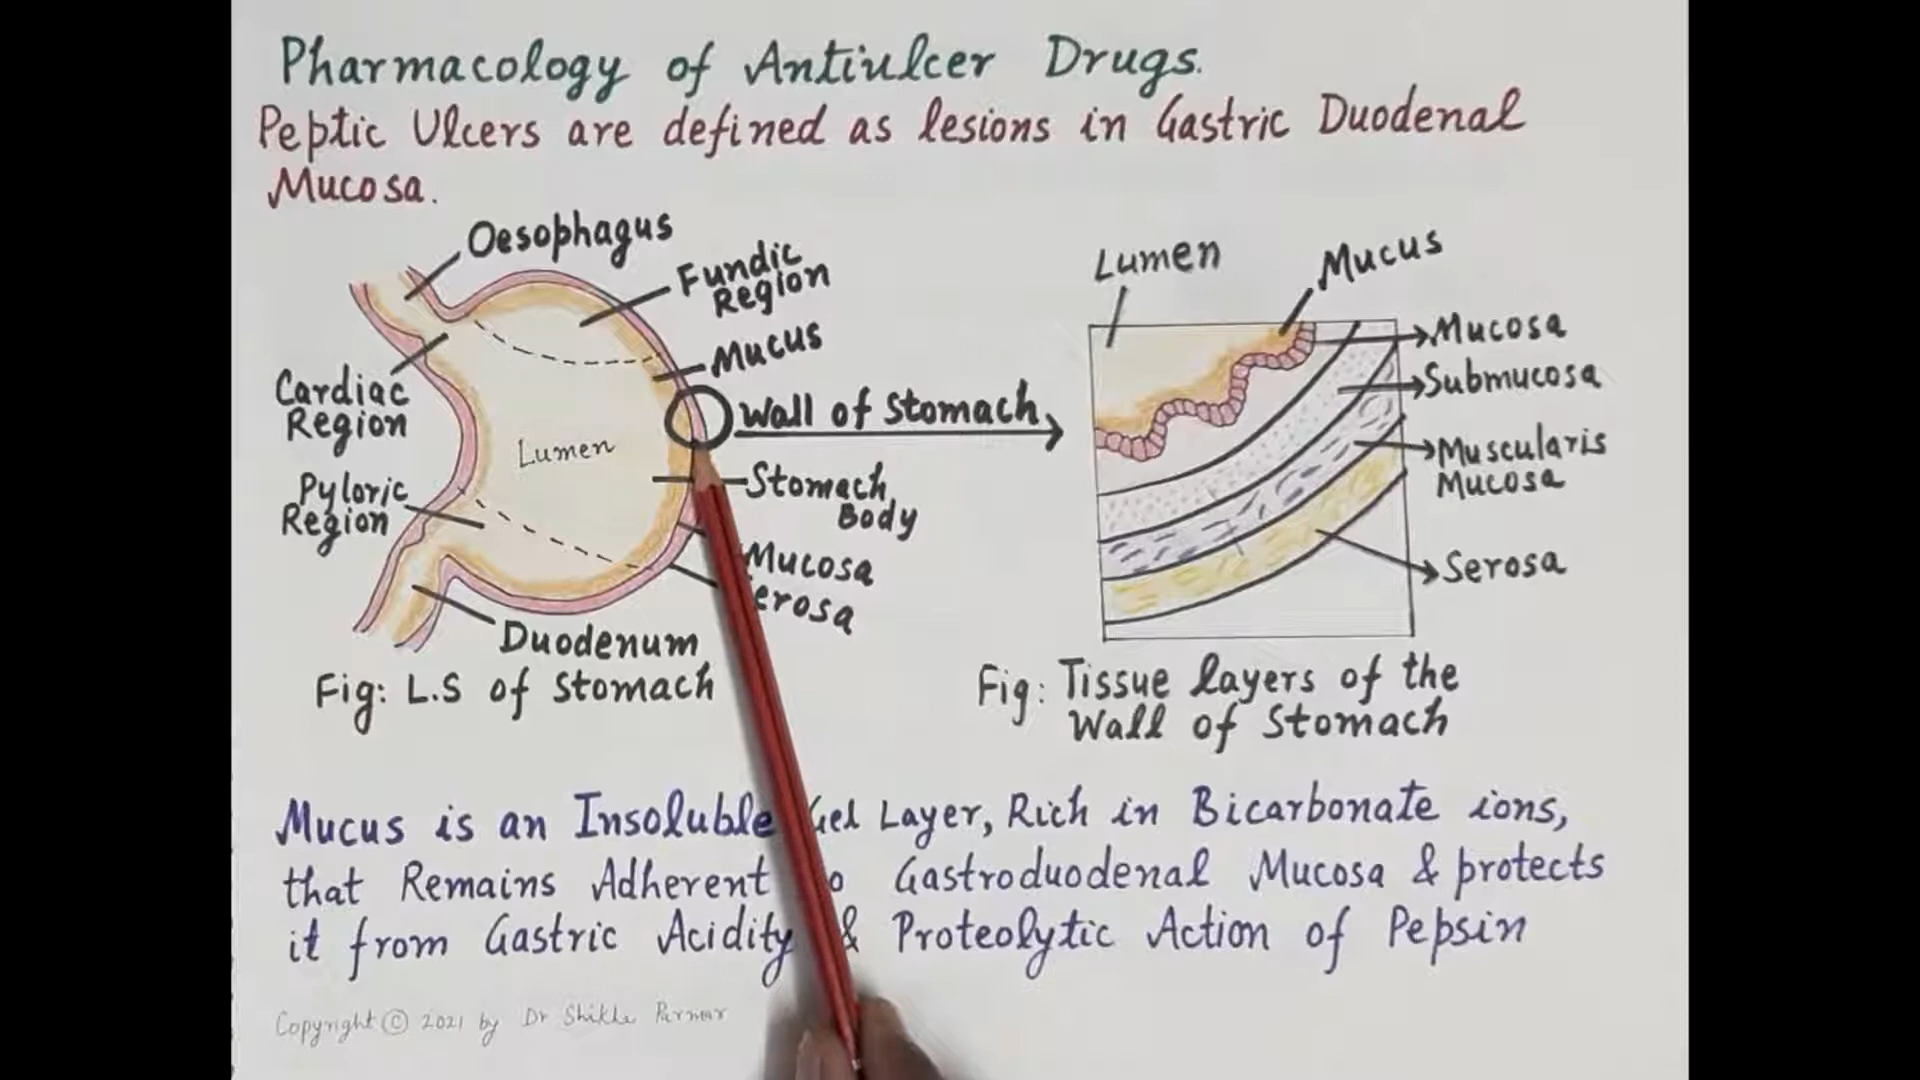 Pharmacology of Antiulcer Drugs.
Peptic Ulcers are defined as lesions in Gastric Duodenal
Mucosa.
Oesophagus
Fundic
Region
Mucus
Cardiac
Region
Wall of Stomach
Lumen
Pyloric
Region
Stomach
Body
Mucosa
erosa
Duodenum
Fig: L.S of Stomach
Lumen
Mucus
Mucosa
Submucosa
Muscularis
Mucosa
Serosa
Fig: Tissue layers of the
Wall of Stomach
Mucus is an Insoluble Gel Layer, Rich in Bicarbonate ions,
that Remains Adherent o Gastroduodenal Mucosa & protects
it from Gastric Acidity & Proteolytic Action of Pepsin
Copyright © 2021 by Dr Shikha Parmar